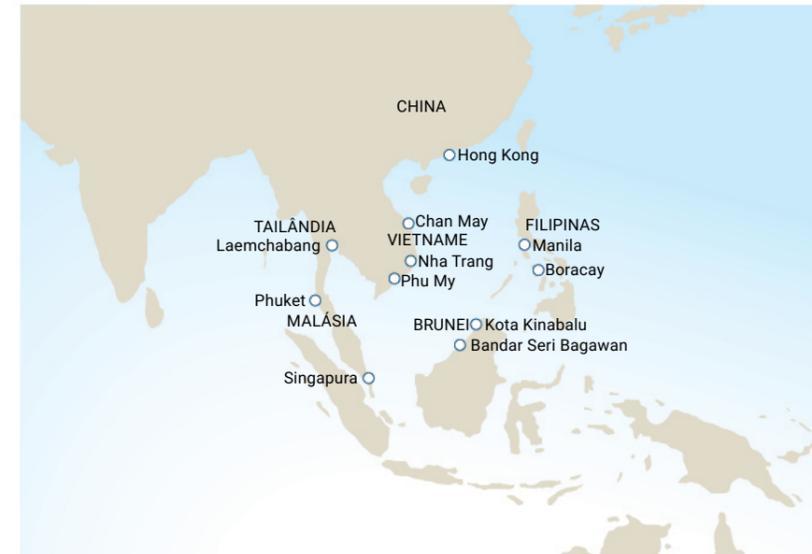 CHINA
Hong Kong
Chan May
TAILÂNDIA
FILIPINAS
VIETNAME
Laemchabang
Manila
Nha Trang
Boracay
Phu My
Phuket
MALÁSIA
BRUNEI
Kota Kinabalu
Bandar Seri Bagawan
Singapura